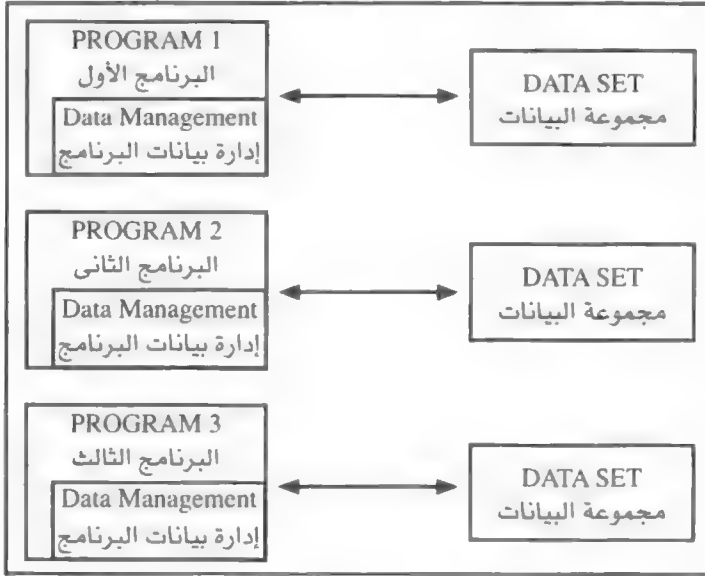 PROGRAM 1
البرنامج الأول
Data Management
إدارة بيانات البرنامج
DATA SET
مجموعة البيانات
PROGRAM 2
البرنامج الثانى
Data Management
إدارة بيانات البرنامج
DATA SET
مجموعة البيانات
PROGRAM 3
البرنامج الثالث
Data Management
إدارة بيانات البرنامج
DATA SET
مجموعة البيانات